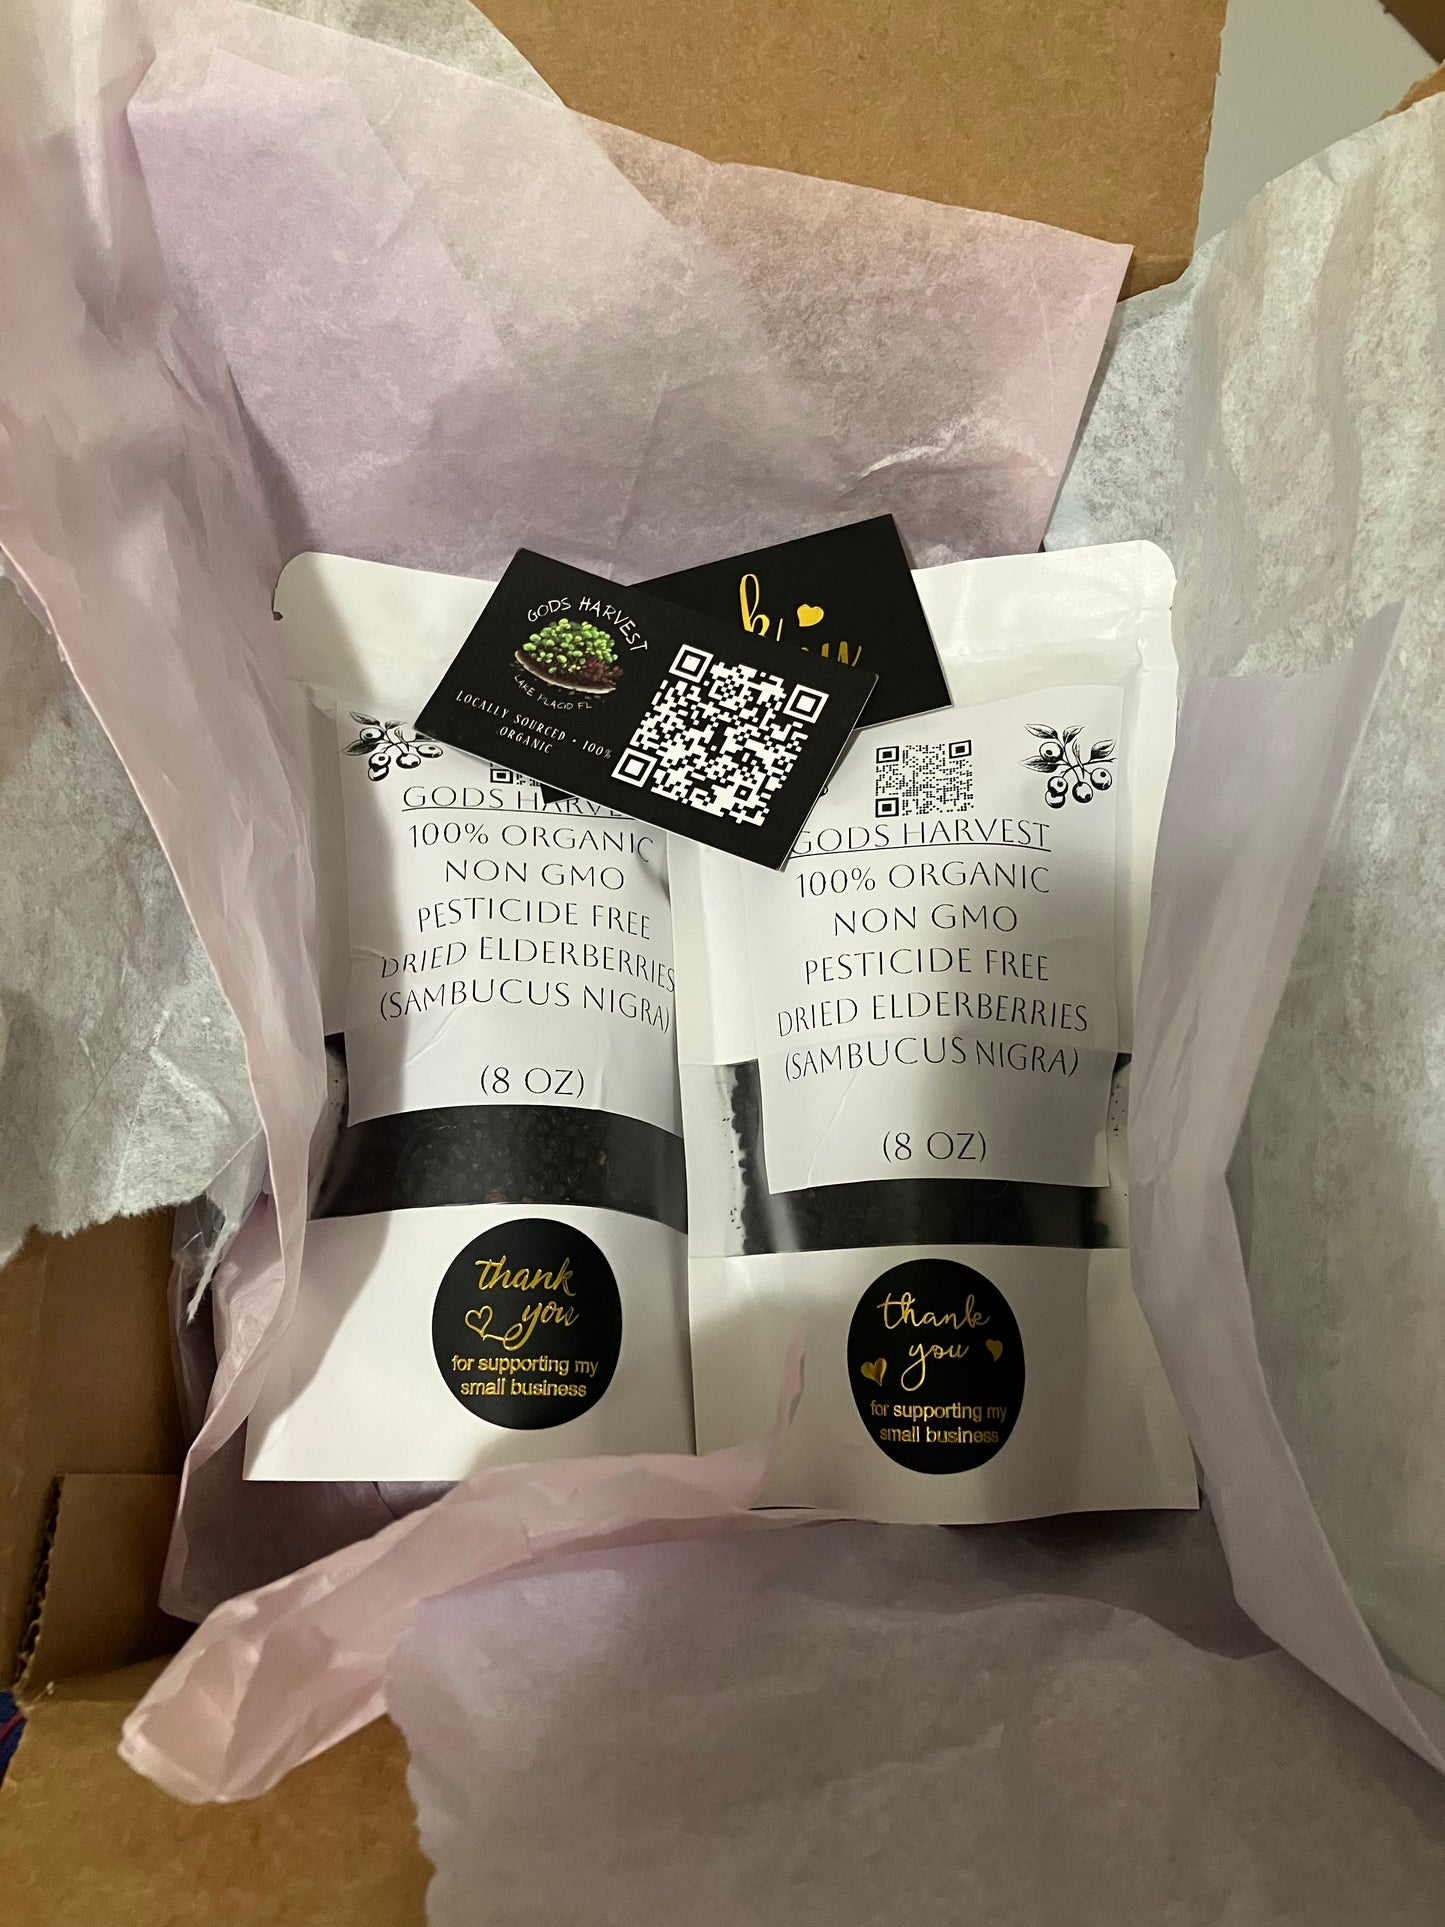 GODS HARVEST
LAKE PLACID FL
LOCALLY SOURCED • 100%
ORGANIC
GODS
100% ORGANIC
NON GMO
PESTICIDE FREE
DRIED ELDERBERRIES
(SAMBUCUS NIGRA)
(8 OZ)
thank
you
for supporting my
small business
GODS HARVEST
100% ORGANIC
NON GMO
PESTICIDE FREE
DRIED ELDERBERRIES
(SAMBUCUS NIGRA)
(8 OZ)
thank
you
for supporting my
small business